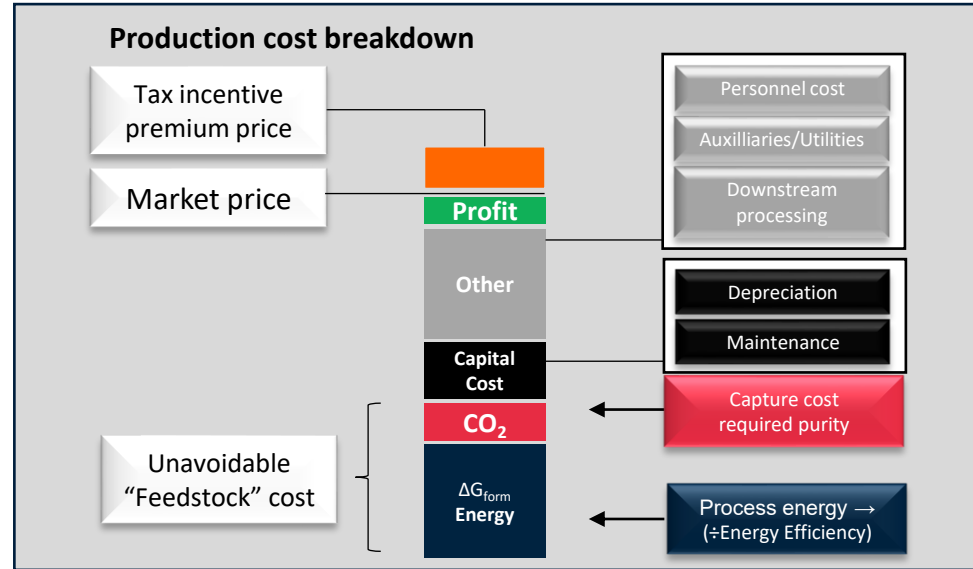 Production cost breakdown
Tax incentive
premium price
Market price
Unavoidable
“Feedstock” cost
Profit
Other
Capital
Cost
CO₂
ΔG_form
Energy
Personnel cost
Auxilliaries/Utilities
Downstream
processing
Depreciation
Maintenance
Capture cost
required purity
Process energy →
(÷Energy Efficiency)